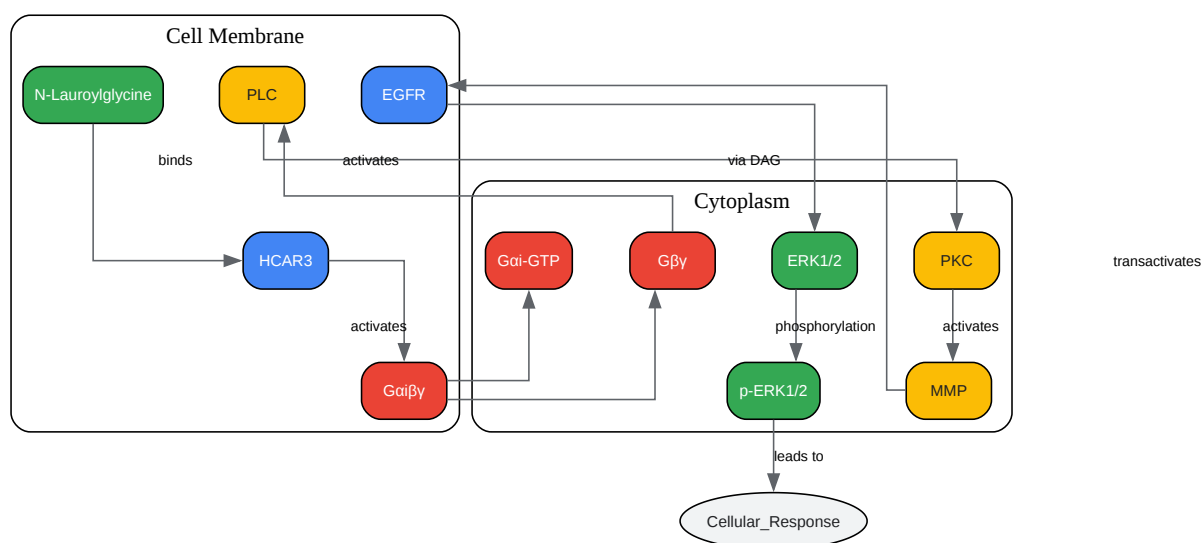 Cell Membrane
N-Lauroylglycine
PLC
EGFR
binds
activates
via DAG
Cytoplasm
HCAR3
Gαi-GTP
Gβγ
ERK1/2
PKC
transactivates
activates
phosphorylation
activates
Gαiβγ
p-ERK1/2
MMP
leads to
Cellular_Response